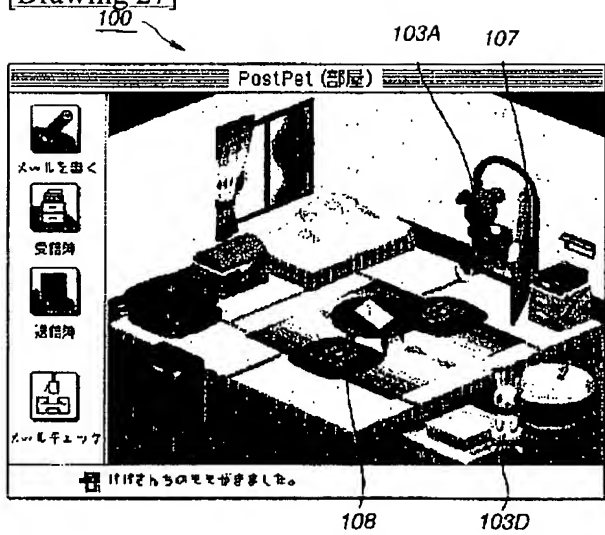 [Drawing 27]
100
103A
107
PostPet (部屋)
メールを書く
受信簿
送信簿
メールチェック
けけさんちのモモがきました。
108
103D